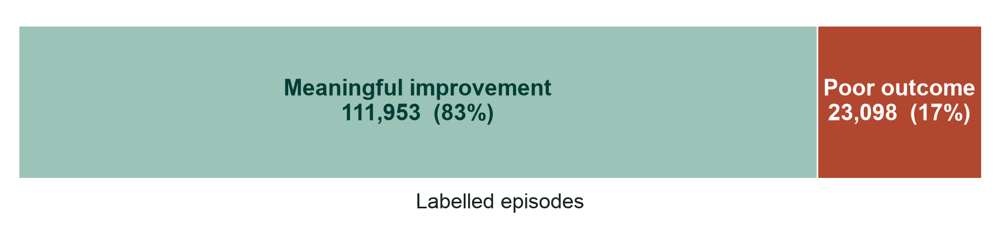 Meaningful improvement
111,953 (83%)
Poor outcome
23,098 (17%)
Labelled episodes